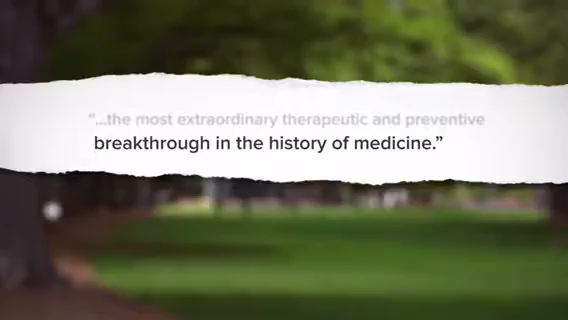 "...the most extraordinary therapeutic and preventive
breakthrough in the history of medicine.”